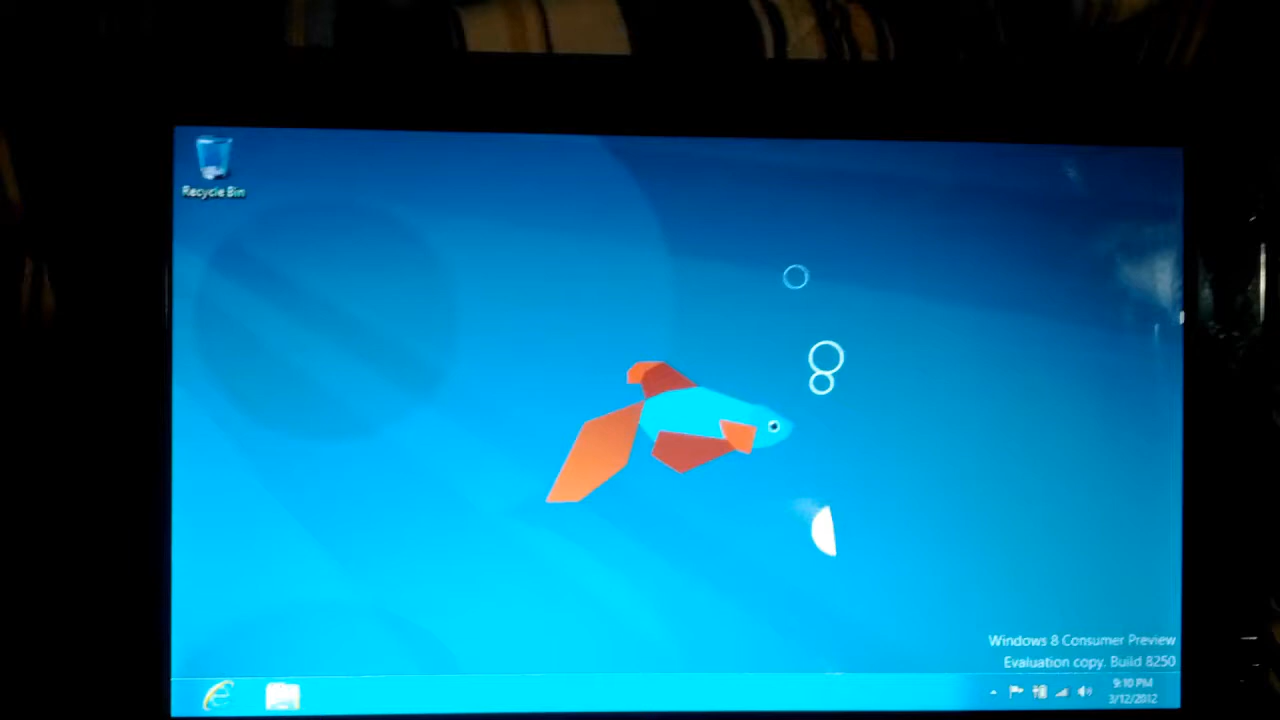 Recycle Bin
Windows 8 Consumer Preview
Evaluation copy. Build 8250
9:10 PM
3/12/2012